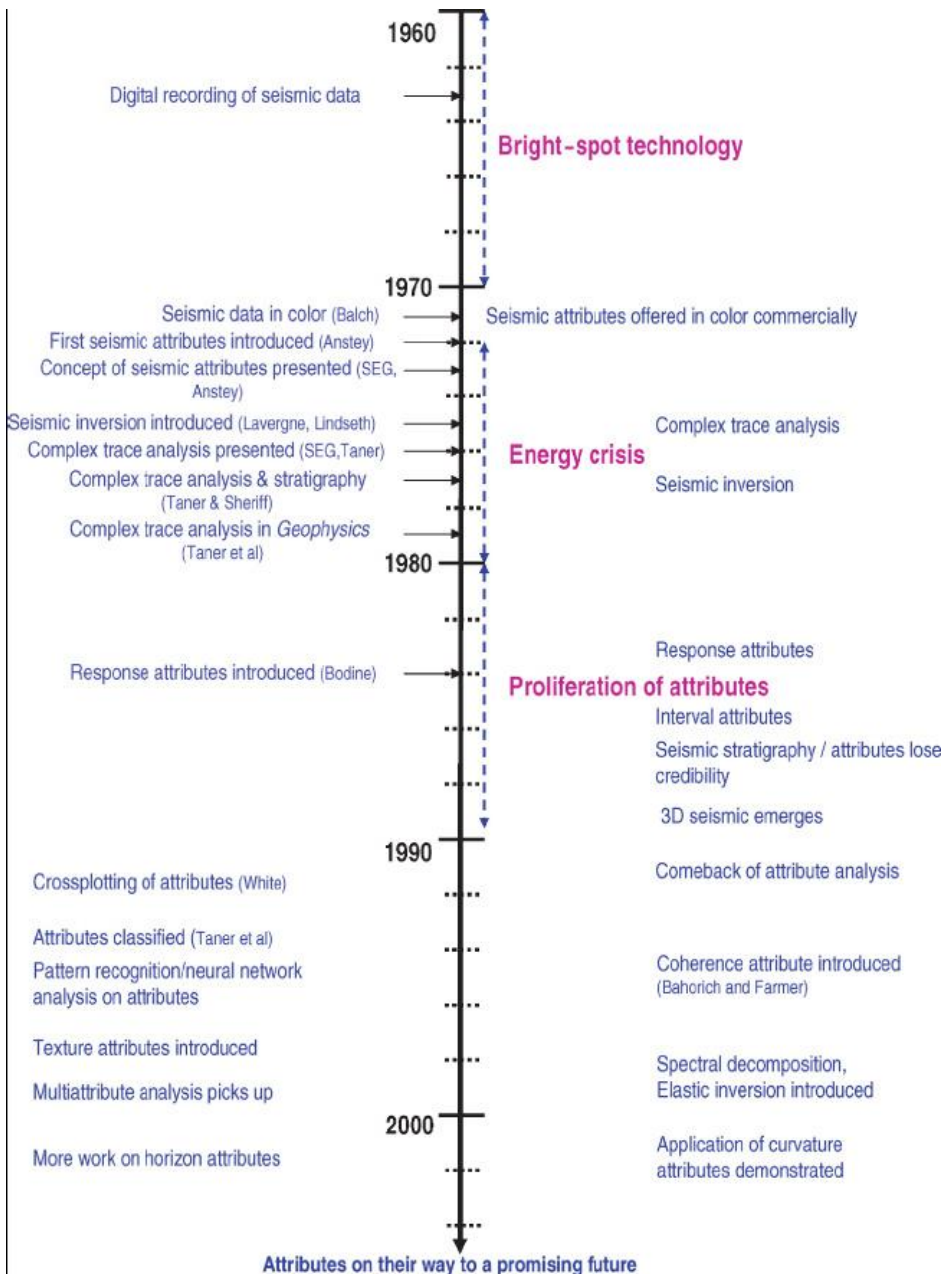 1960
Digital recording of seismic data
Bright-spot technology
1970
Seismic data in color (Balch)
Seismic attributes offered in color commercially
First seismic attributes introduced (Anstey)
Concept of seismic attributes presented (SEG,
Anstey)
Seismic inversion introduced (Lavergne, Lindseth)
Complex trace analysis
Complex trace analysis presented (SEG,Taner)
Energy crisis
Complex trace analysis & stratigraphy
(Taner & Sheriff)
Seismic inversion
Complex trace analysis in Geophysics
(Taner et al)
1980
Response attributes
Response attributes introduced (Bodine)
Proliferation of attributes
Interval attributes
Seismic stratigraphy / attributes lose
credibility
3D seismic emerges
1990
Comeback of attribute analysis
Crossplotting of attributes (White)
Attributes classified (Taner et al)
Pattern recognition/neural network
analysis on attributes
Coherence attribute introduced
(Bahorich and Farmer)
Texture attributes introduced
Spectral decomposition,
Elastic inversion introduced
Multiattribute analysis picks up
2000
Application of curvature
attributes demonstrated
More work on horizon attributes
Attributes on their way to a promising future